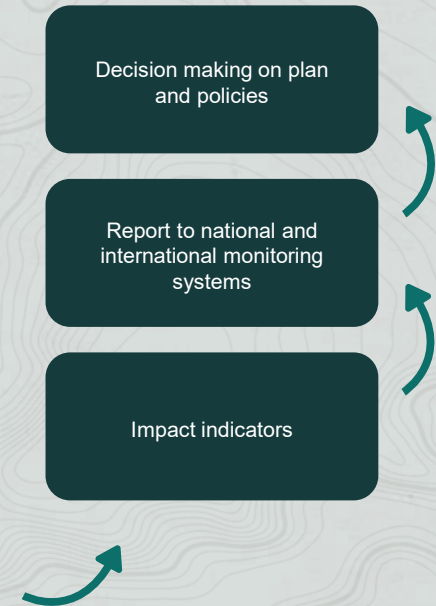 Decision making on plan
and policies
Report to national and
international monitoring
systems
Impact indicators